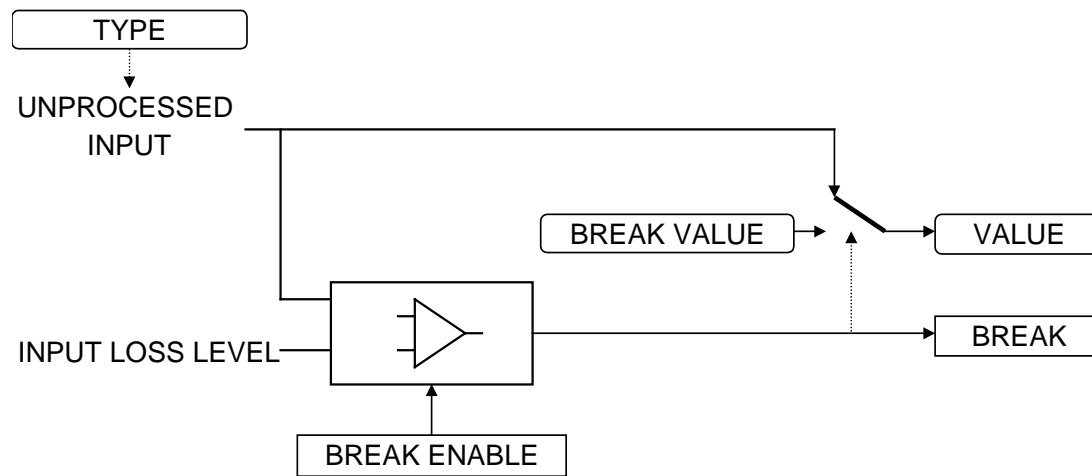 TYPE
UNPROCESSED
INPUT
BREAK VALUE
VALUE
INPUT LOSS LEVEL
BREAK
BREAK ENABLE